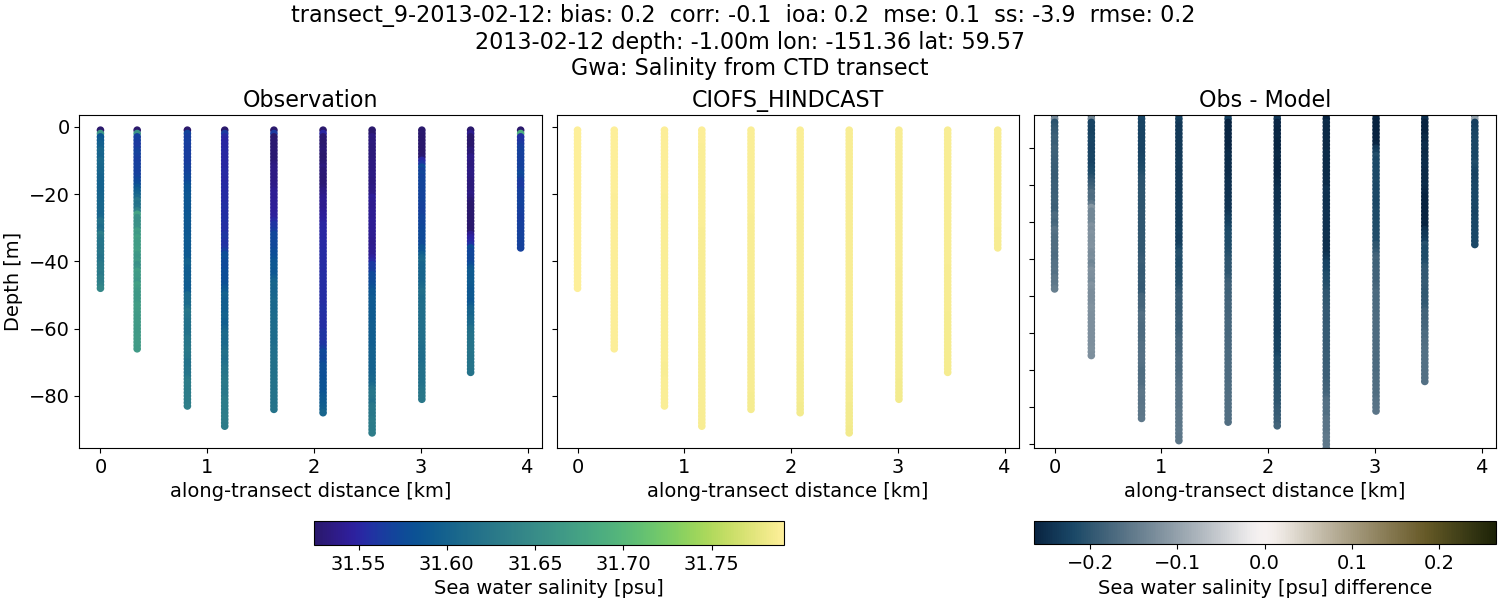 transect_9-2013-02-12: bias: 0.2  corr: -0.1  ioa: 0.2  mse: 0.1  ss: -3.9  rmse: 0.2
2013-02-12 depth: -1.00m lon: -151.36 lat: 59.57
Gwa: Salinity from CTD transect
Observation
CIOFS_HINDCAST
Obs - Model
Depth [m]
0
−20
−40
−60
−80
0 1 2 3 4
0 1 2 3 4
0 1 2 3 4
along-transect distance [km]
along-transect distance [km]
along-transect distance [km]
31.55 31.60 31.65 31.70 31.75
Sea water salinity [psu]
−0.2 −0.1 0.0 0.1 0.2
Sea water salinity [psu] difference